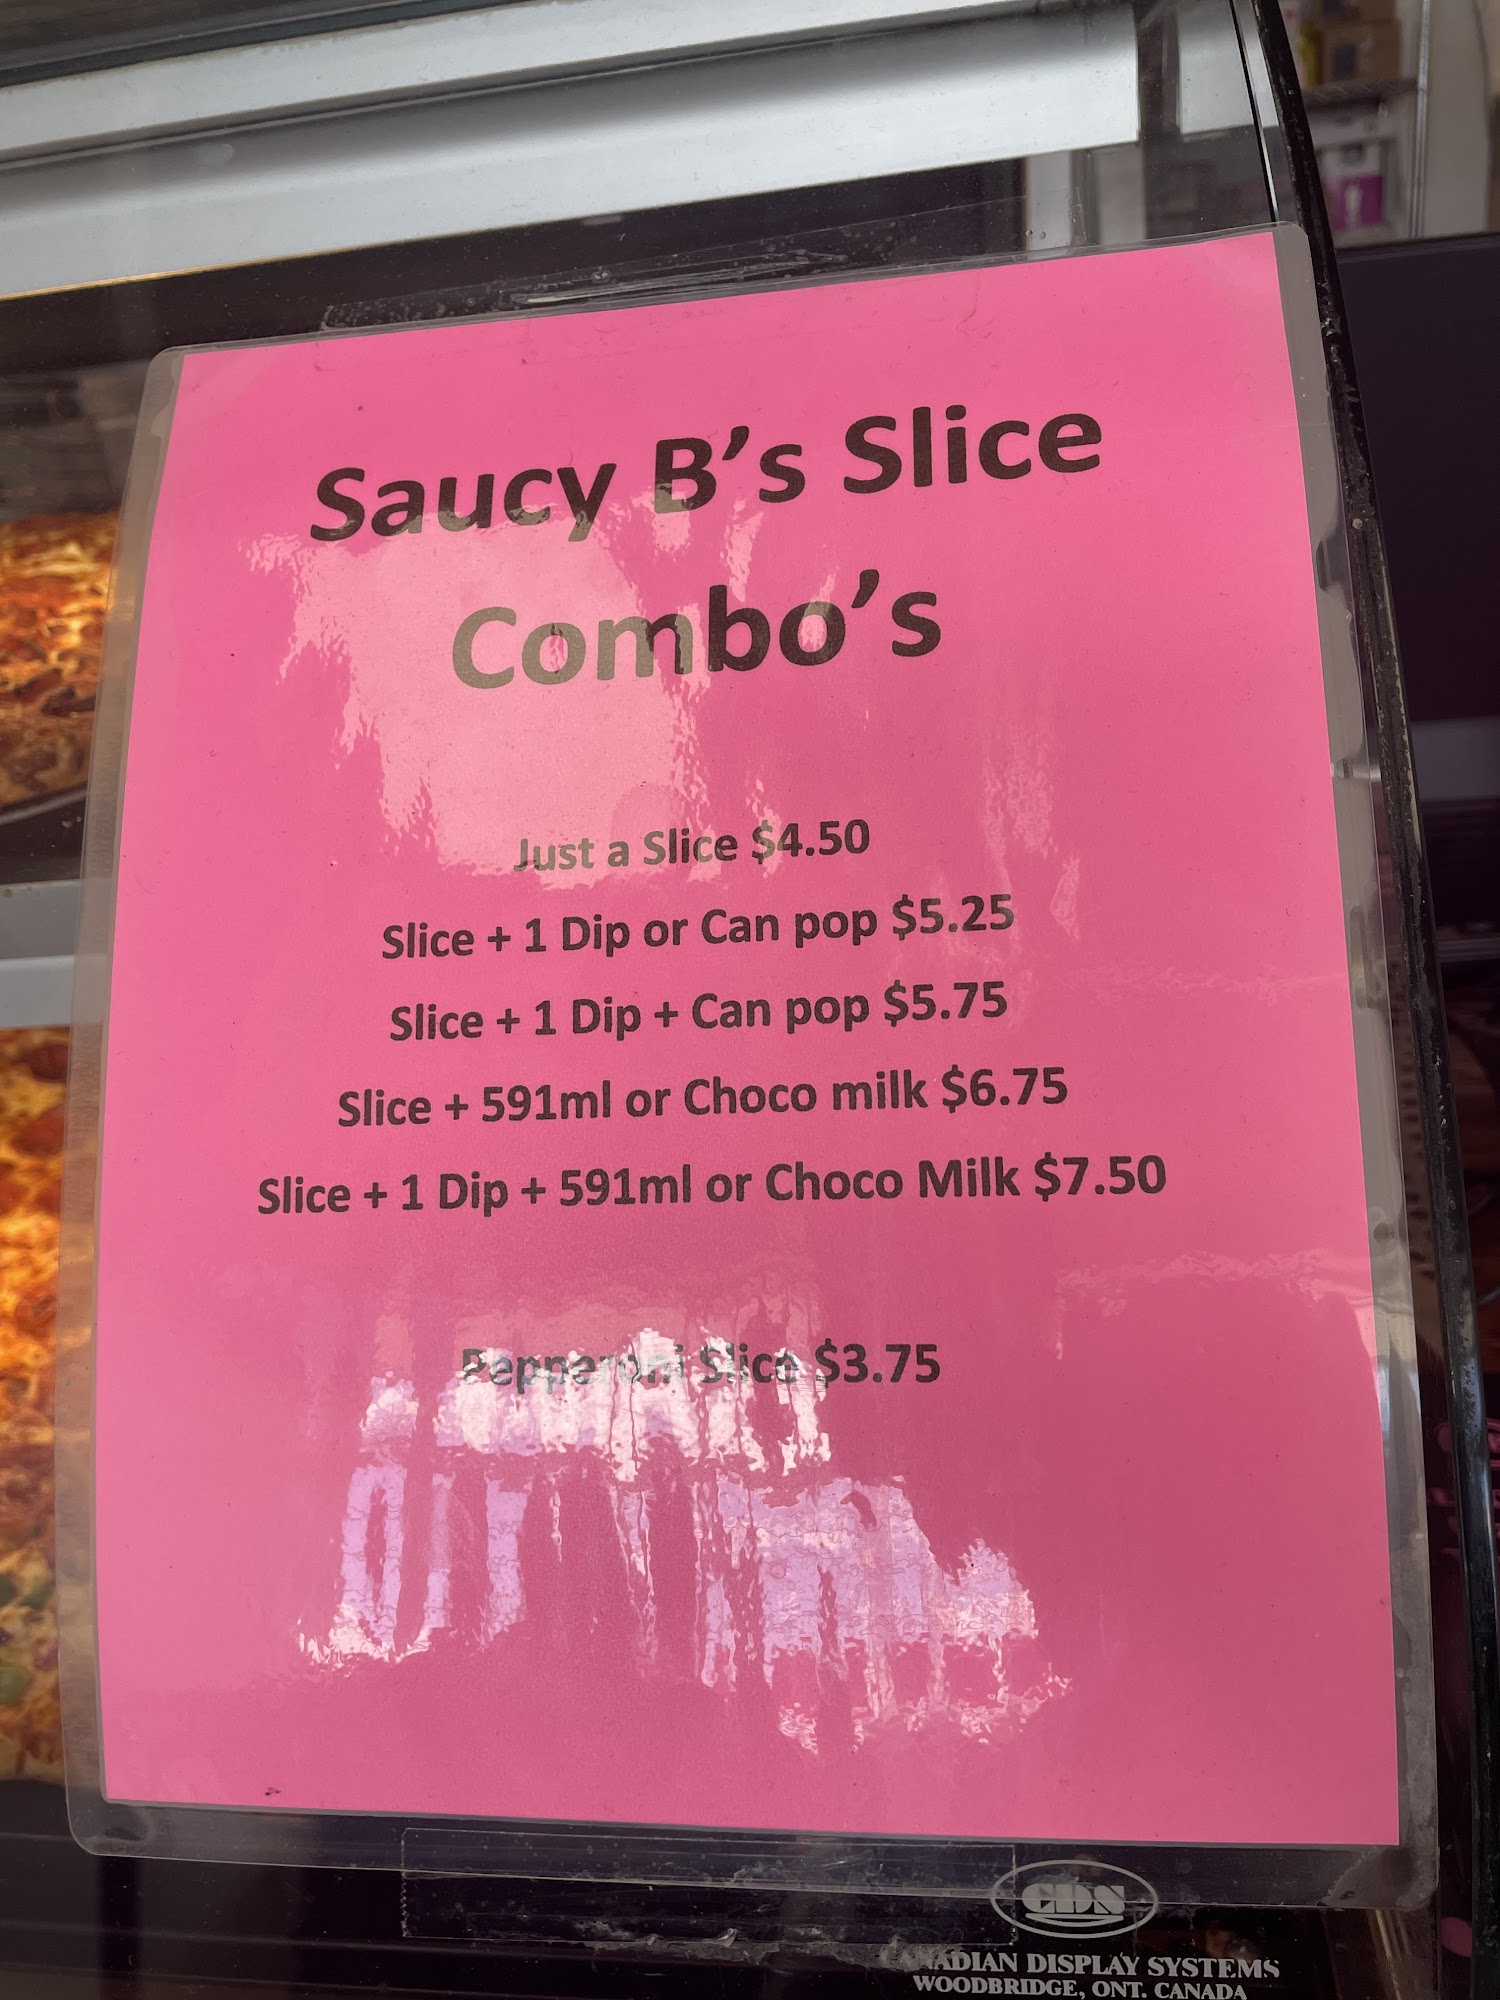 Saucy B's Slice
Combo's
Just a Slice $4.50
Slice + 1 Dip or Can pop $5.25
Slice + 1 Dip + Can pop $5.75
Slice + 591ml or Choco milk $6.75
Slice + 1 Dip + 591ml or Choco Milk $7.50
Pepperoni Slice $3.75
CDS
CANADIAN DISPLAY SYSTEMS
WOODBRIDGE, ONT. CANADA